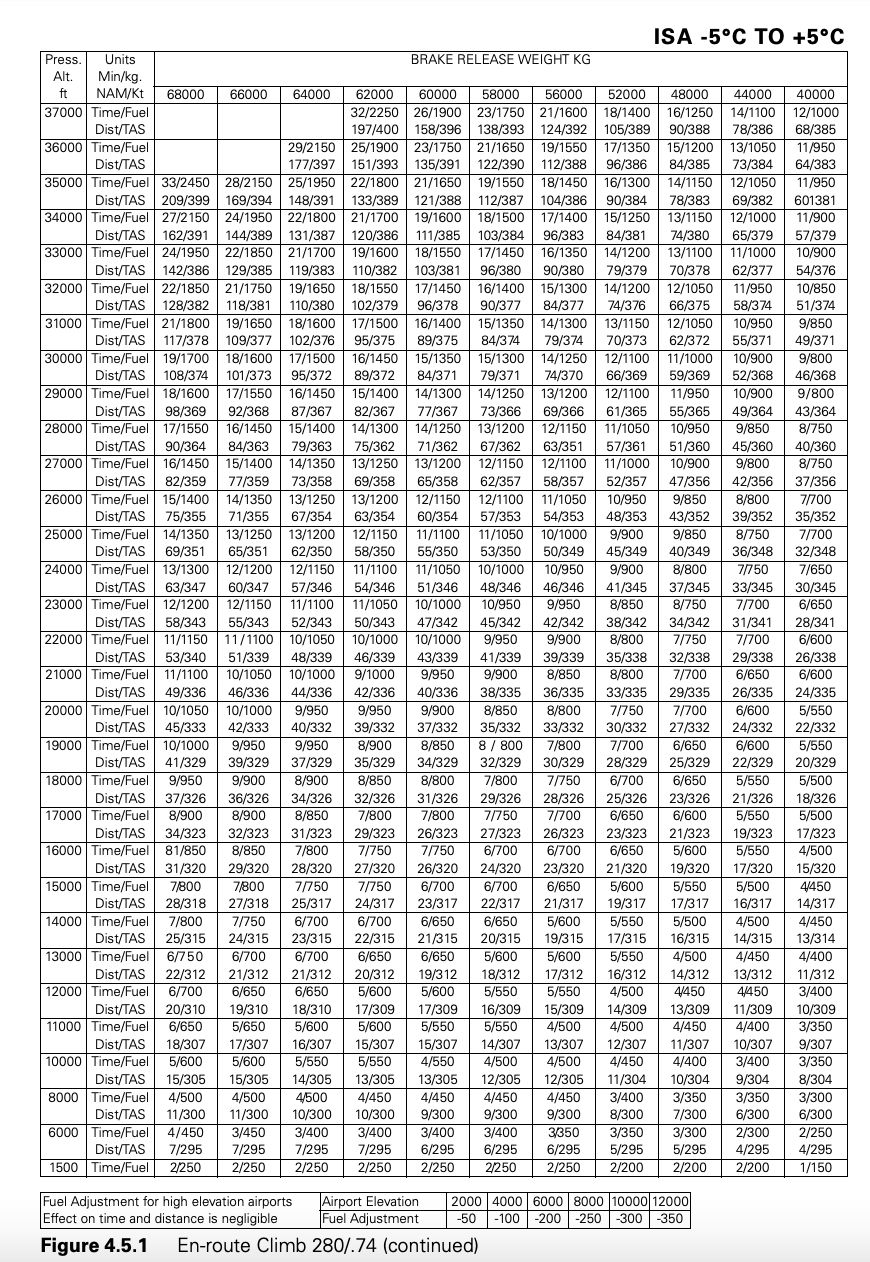 ISA -5°C TO +5°C
Press. Units BRAKE RELEASE WEIGHT KG
Alt. Min/kg.
ft NAM/Kt 68000 66000 64000 62000 60000 58000 56000 52000 48000 44000 40000
37000 Time/Fuel 32/2250 26/1900 23/1750 21/1600 18/1400 16/1250 14/1100 12/1000
Dist/TAS 197/400 158/396 138/393 124/392 105/389 90/388 78/386 68/385
36000 Time/Fuel 29/2150 25/1900 23/1750 21/1650 19/1550 17/1350 15/1200 13/1050 11/950
Dist/TAS 177/397 151/393 135/391 122/390 112/388 96/386 84/385 73/384 64/383
35000 Time/Fuel 33/2450 28/2150 25/1950 22/1800 21/1650 19/1550 18/1450 16/1300 14/1150 12/1050 11/950
Dist/TAS 209/399 169/394 148/391 133/389 121/388 112/387 104/386 90/384 78/383 69/382 601381
34000 Time/Fuel 27/2150 24/1950 22/1800 21/1700 19/1600 18/1500 17/1400 15/1250 13/1150 12/1000 11/900
Dist/TAS 162/391 144/389 131/387 120/386 111/385 103/384 96/383 84/381 74/380 65/379 57/379
33000 Time/Fuel 24/1950 22/1850 21/1700 19/1600 18/1550 17/1450 16/1350 14/1200 13/1100 11/1000 10/900
Dist/TAS 142/386 129/385 119/383 110/382 103/381 96/380 90/380 79/379 70/378 62/377 54/376
32000 Time/Fuel 22/1850 21/1750 19/1650 18/1550 17/1450 16/1400 15/1300 14/1200 12/1050 11/950 10/850
Dist/TAS 128/382 118/381 110/380 102/379 96/378 90/377 84/377 74/376 66/375 58/374 51/374
31000 Time/Fuel 21/1800 19/1650 18/1600 17/1500 16/1400 15/1350 14/1300 13/1150 12/1050 10/950 9/850
Dist/TAS 117/378 109/377 102/376 95/375 89/375 84/374 79/374 70/373 62/372 55/371 49/371
30000 Time/Fuel 19/1700 18/1600 17/1500 16/1450 15/1350 15/1300 14/1250 12/1100 11/1000 10/900 9/800
Dist/TAS 108/374 101/373 95/372 89/372 84/371 79/371 74/370 66/369 59/369 52/368 46/368
29000 Time/Fuel 18/1600 17/1550 16/1450 15/1400 14/1300 14/1250 13/1200 12/1100 11/950 10/900 9/800
Dist/TAS 98/369 92/368 87/367 82/367 77/367 73/366 69/366 61/365 55/365 49/364 43/364
28000 Time/Fuel 17/1550 16/1450 15/1400 14/1300 14/1250 13/1200 12/1150 11/1050 10/950 9/850 8/750
Dist/TAS 90/364 84/363 79/363 75/362 71/362 67/362 63/351 57/361 51/360 45/360 40/360
27000 Time/Fuel 16/1450 15/1400 14/1350 13/1250 13/1200 12/1150 12/1100 11/1000 10/900 9/800 8/750
Dist/TAS 82/359 77/359 73/358 69/358 65/358 62/357 58/357 52/357 47/356 42/356 37/356
26000 Time/Fuel 15/1400 14/1350 13/1250 13/1200 12/1150 12/1100 11/1050 10/950 9/850 8/800 7/700
Dist/TAS 75/355 71/355 67/354 63/354 60/354 57/353 54/353 48/353 43/352 39/352 35/352
25000 Time/Fuel 14/1350 13/1250 13/1200 12/1150 11/1100 11/1050 10/1000 9/900 9/850 8/750 7/700
Dist/TAS 69/351 65/351 62/350 58/350 55/350 53/350 50/349 45/349 40/349 36/348 32/348
24000 Time/Fuel 13/1300 12/1200 12/1150 11/1100 11/1050 10/1000 10/950 9/900 8/800 7/750 7/650
Dist/TAS 63/347 60/347 57/346 54/346 51/346 48/346 46/346 41/345 37/345 33/345 30/345
23000 Time/Fuel 12/1200 12/1150 11/1100 11/1050 10/1000 10/950 9/950 8/850 8/750 7/700 6/650
Dist/TAS 58/343 55/343 52/343 50/343 47/342 45/342 42/342 38/342 34/342 31/341 28/341
22000 Time/Fuel 11/1150 11/1100 10/1050 10/1000 10/1000 9/950 9/900 8/800 7/750 7/700 6/600
Dist/TAS 53/340 51/339 48/339 46/339 43/339 41/339 39/339 35/338 32/338 29/338 26/338
21000 Time/Fuel 11/1100 10/1050 10/1000 9/1000 9/950 9/900 8/850 8/800 7/700 6/650 6/600
Dist/TAS 49/336 46/336 44/336 42/336 40/336 38/335 36/335 33/335 29/335 26/335 24/335
20000 Time/Fuel 10/1050 10/1000 9/950 9/950 9/900 8/850 8/800 7/750 7/700 6/600 5/550
Dist/TAS 45/333 42/333 40/332 39/332 37/332 35/332 33/332 30/332 27/332 24/332 22/332
19000 Time/Fuel 10/1000 9/950 9/950 8/900 8/850 8 / 800 7/800 7/700 6/650 6/600 5/550
Dist/TAS 41/329 39/329 37/329 35/329 34/329 32/329 30/329 28/329 25/329 22/329 20/329
18000 Time/Fuel 9/950 9/900 8/900 8/850 8/800 7/800 7/750 6/700 6/650 5/550 5/500
Dist/TAS 37/326 36/326 34/326 32/326 31/326 29/326 28/326 25/326 23/326 21/326 18/326
17000 Time/Fuel 8/900 8/900 8/850 7/800 7/800 7/750 7/700 6/650 6/600 5/550 5/500
Dist/TAS 34/323 32/323 31/323 29/323 26/323 27/323 26/323 23/323 21/323 19/323 17/323
16000 Time/Fuel 81/850 8/850 7/800 7/750 7/750 6/700 6/700 6/650 5/600 5/550 4/500
Dist/TAS 31/320 29/320 28/320 27/320 26/320 24/320 23/320 21/320 19/320 17/320 15/320
15000 Time/Fuel 7/800 7/800 7/750 7/750 6/700 6/700 6/650 5/600 5/550 5/500 4/450
Dist/TAS 28/318 27/318 25/317 24/317 23/317 22/317 21/317 19/317 17/317 16/317 14/317
14000 Time/Fuel 7/800 7/750 6/700 6/700 6/650 6/650 5/600 5/550 5/500 4/500 4/450
Dist/TAS 25/315 24/315 23/315 22/315 21/315 20/315 19/315 17/315 16/315 14/315 13/314
13000 Time/Fuel 6/750 6/700 6/700 6/650 6/650 5/600 5/600 5/550 4/500 4/450 4/400
Dist/TAS 22/312 21/312 21/312 20/312 19/312 18/312 17/312 16/312 14/312 13/312 11/312
12000 Time/Fuel 6/700 6/650 6/650 5/600 5/600 5/550 5/550 4/500 4/450 4/450 3/400
Dist/TAS 20/310 19/310 18/310 17/309 17/309 16/309 15/309 14/309 13/309 11/309 10/309
11000 Time/Fuel 6/650 5/650 5/600 5/600 5/550 5/550 4/500 4/500 4/450 4/400 3/350
Dist/TAS 18/307 17/307 16/307 15/307 15/307 14/307 13/307 12/307 11/307 10/307 9/307
10000 Time/Fuel 5/600 5/600 5/550 5/550 4/550 4/500 4/500 4/450 4/400 3/400 3/350
Dist/TAS 15/305 15/305 14/305 13/305 13/305 12/305 12/305 11/304 10/304 9/304 8/304
8000 Time/Fuel 4/500 4/500 4/500 4/450 4/450 4/450 4/450 3/400 3/350 3/350 3/300
Dist/TAS 11/300 11/300 10/300 10/300 9/300 9/300 9/300 8/300 7/300 6/300 6/300
6000 Time/Fuel 4/450 3/450 3/400 3/400 3/400 3/400 3/350 3/350 3/300 2/300 2/250
Dist/TAS 7/295 7/295 7/295 7/295 6/295 6/295 6/295 5/295 5/295 4/295 4/295
1500 Time/Fuel 2/250 2/250 2/250 2/250 2/250 2/250 2/250 2/200 2/200 2/200 1/150
Fuel Adjustment for high elevation airports Airport Elevation 2000 4000 6000 8000 10000 12000
Effect on time and distance is negligible Fuel Adjustment -50 -100 -200 -250 -300 -350
Figure 4.5.1 En-route Climb 280/.74 (continued)